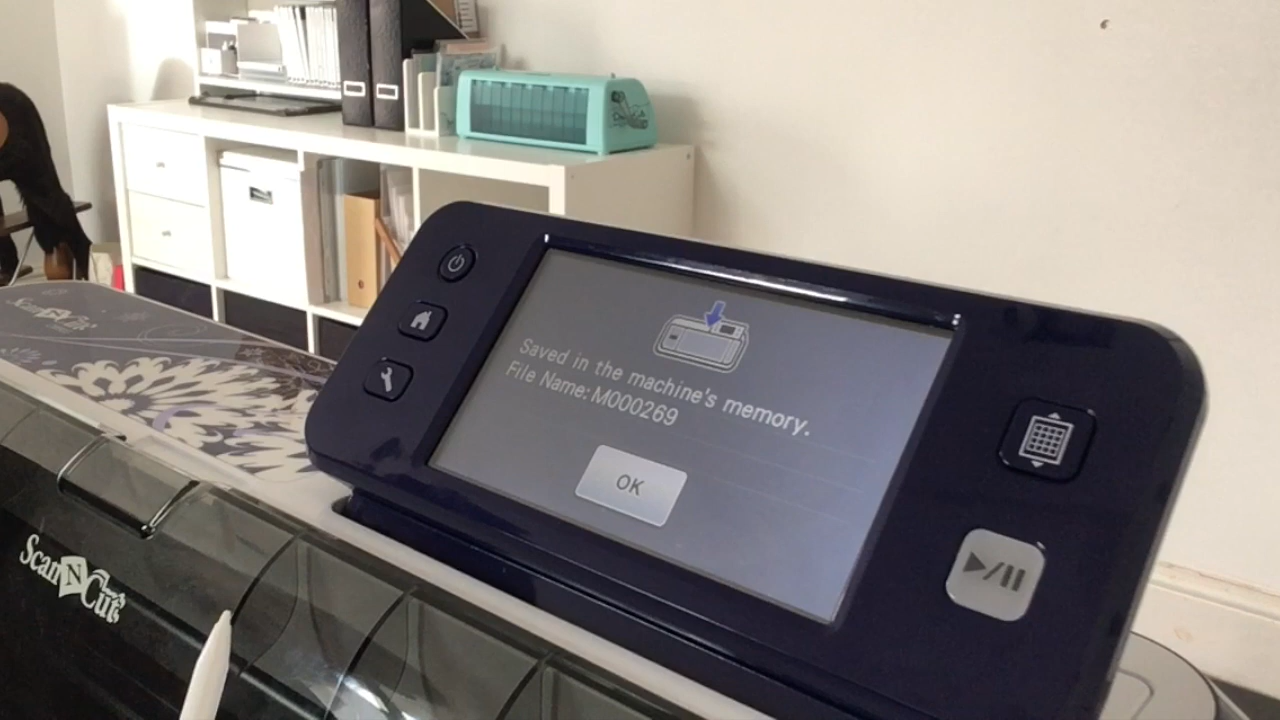 Saved in the machine's memory.
File Name: M000269
OK
ScanNCut
ScanNCut